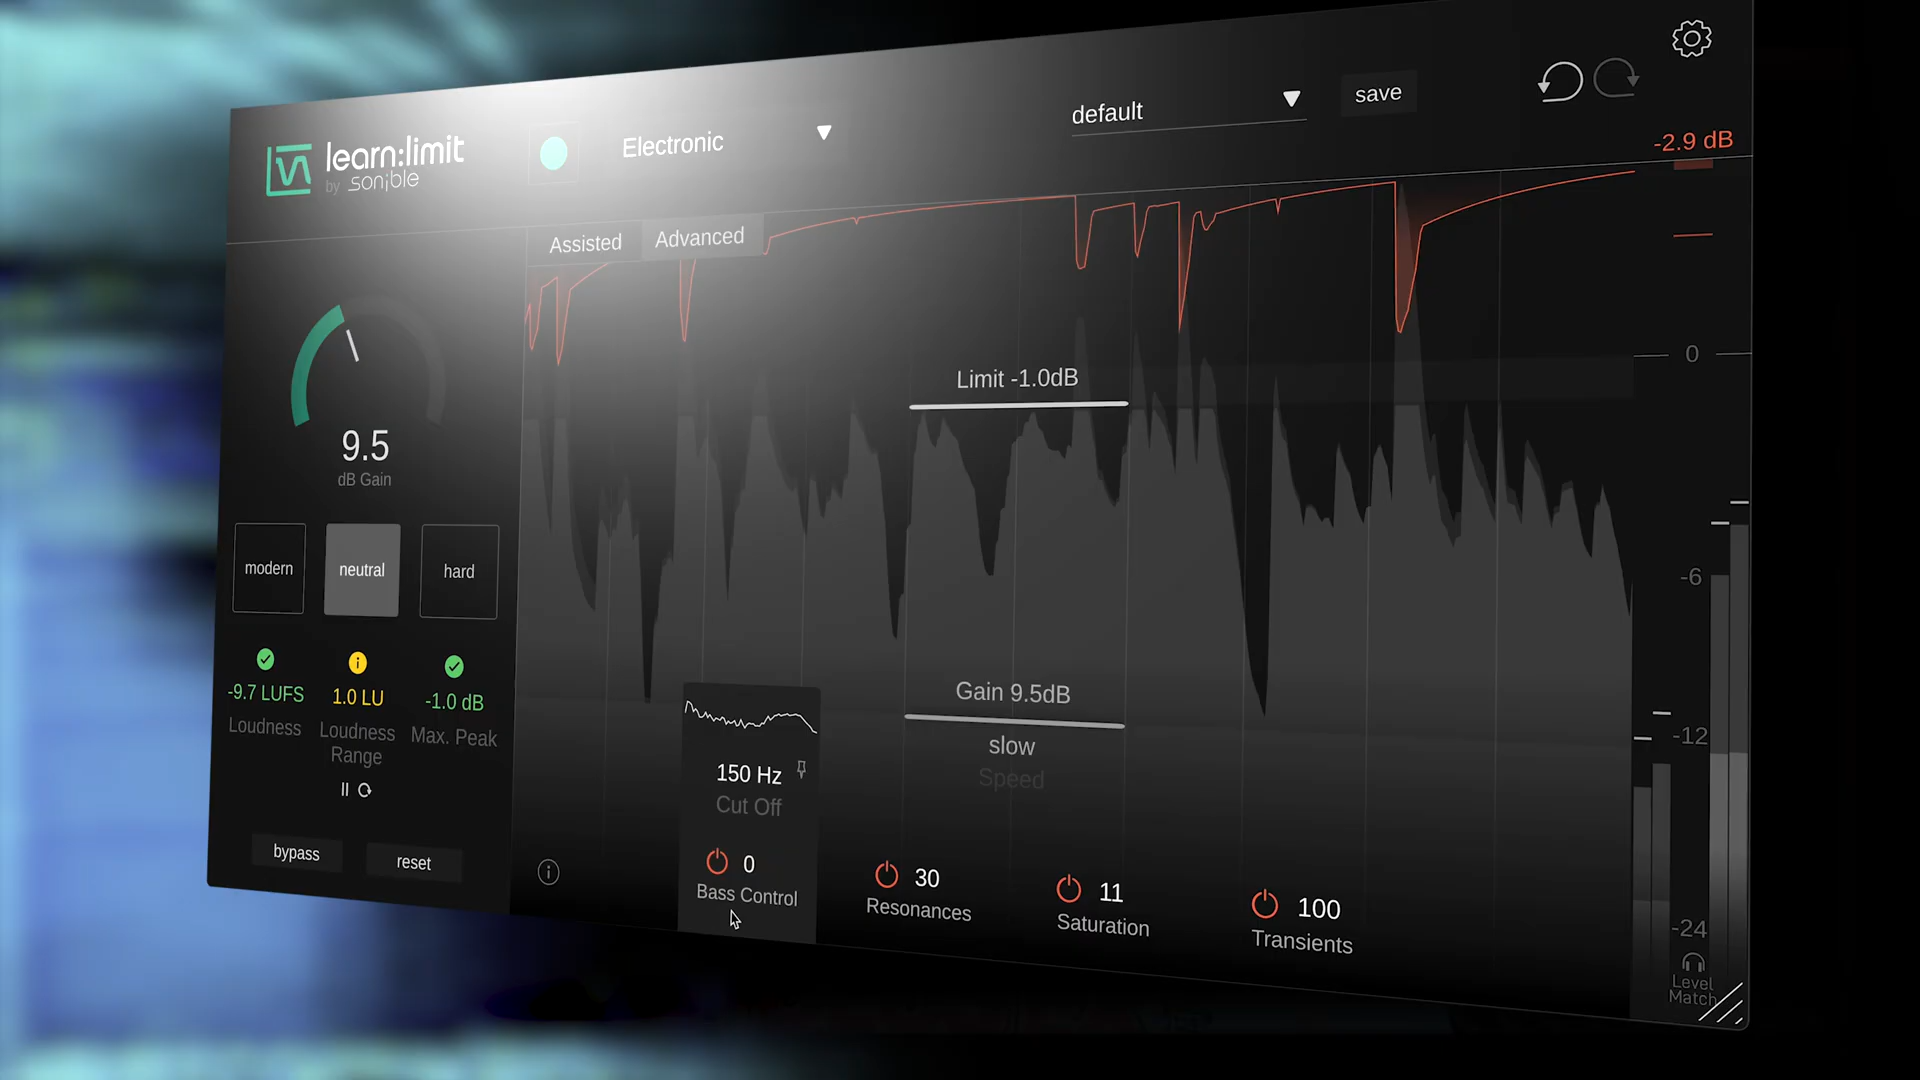 learn:limit
by sonible
Electronic
default
save
-2.9 dB
Assisted
Advanced
9.5
dB Gain
modern
neutral
hard
-9.7 LUFS
Loudness
1.0 LU
Loudness
Range
-1.0 dB
Max. Peak
bypass
reset
Limit -1.0dB
Gain 9.5dB
slow
Speed
150 Hz
Cut Off
0
Bass Control
30
Resonances
11
Saturation
100
Transients
0
-6
-12
-24
Level
Match